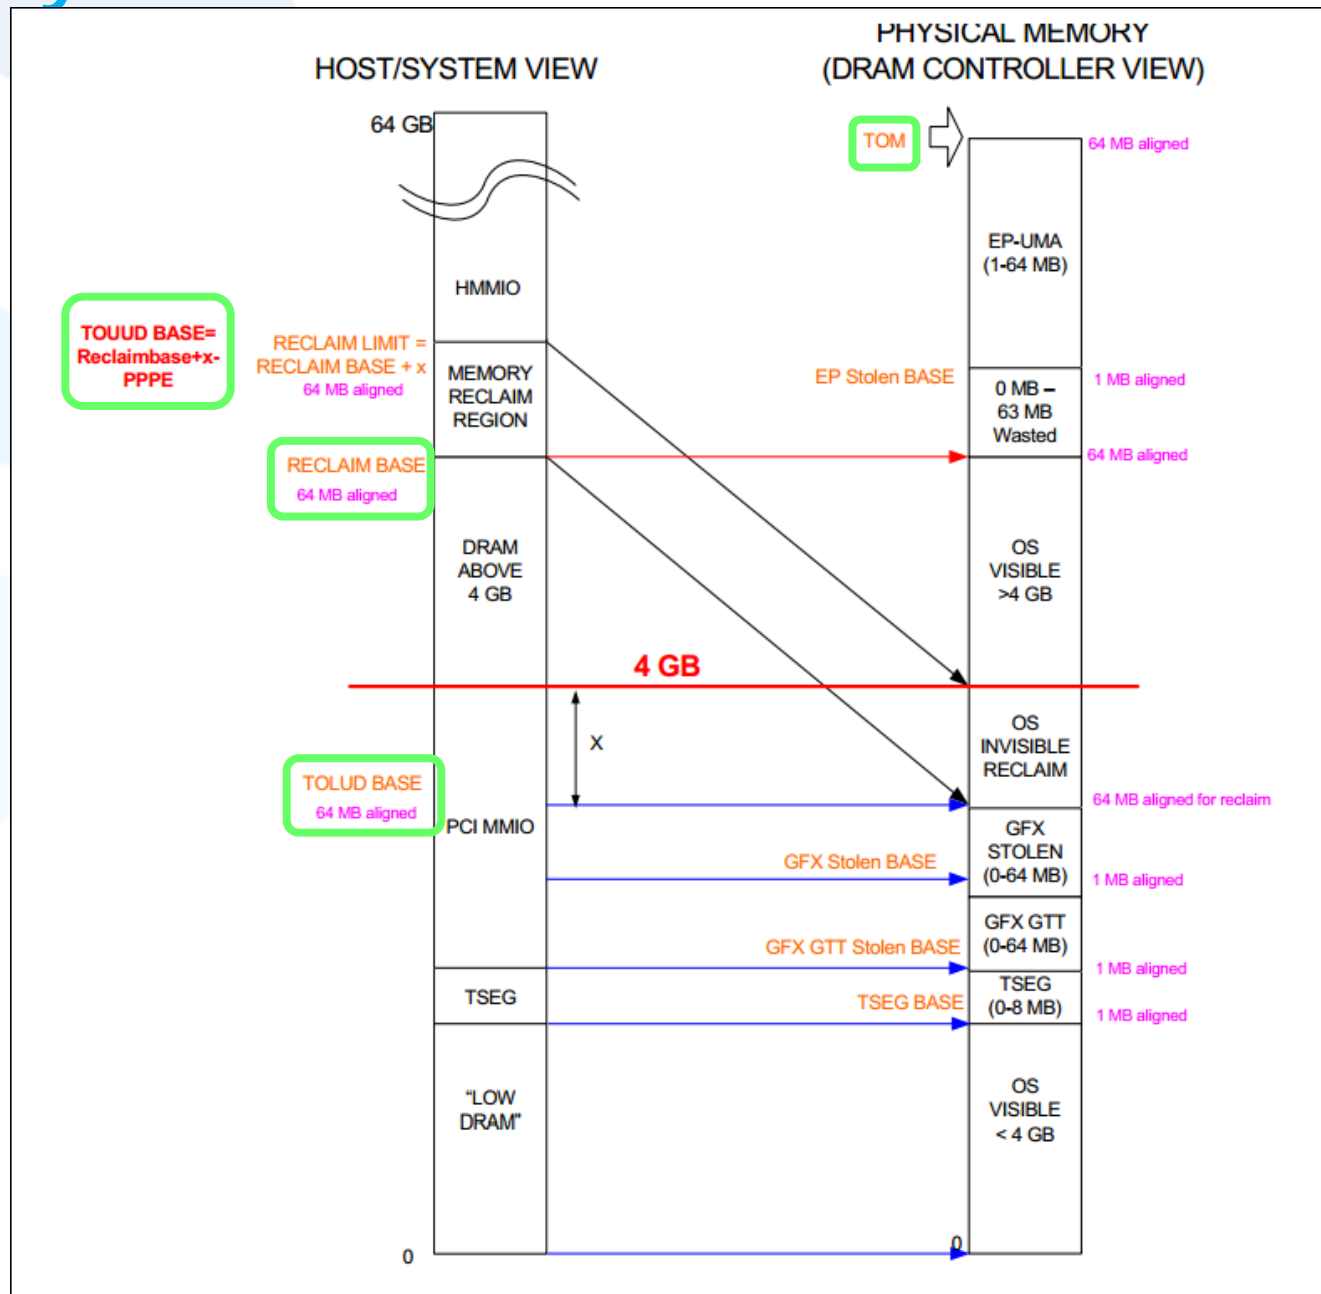 PHYSICAL MEMORY
HOST/SYSTEM VIEW
(DRAM CONTROLLER VIEW)
64 GB
TOM
64 MB aligned
EP-UMA
(1-64 MB)
HMMIO
TOUUD BASE=
Reclaimbase+x-
PPPE
RECLAIM LIMIT =
RECLAIM BASE + x
64 MB aligned
MEMORY
RECLAIM
REGION
EP Stolen BASE
1 MB aligned
0 MB –
63 MB
Wasted
RECLAIM BASE
64 MB aligned
64 MB aligned
DRAM
ABOVE
4 GB
OS
VISIBLE
>4 GB
4 GB
X
OS
INVISIBLE
RECLAIM
TOLUD BASE
64 MB aligned
64 MB aligned for reclaim
PCI MMIO
GFX
STOLEN
(0-64 MB)
GFX Stolen BASE
1 MB aligned
GFX GTT
(0-64 MB)
GFX GTT Stolen BASE
1 MB aligned
TSEG
TSEG
(0-8 MB)
TSEG BASE
1 MB aligned
“LOW
DRAM”
OS
VISIBLE
< 4 GB
0
0